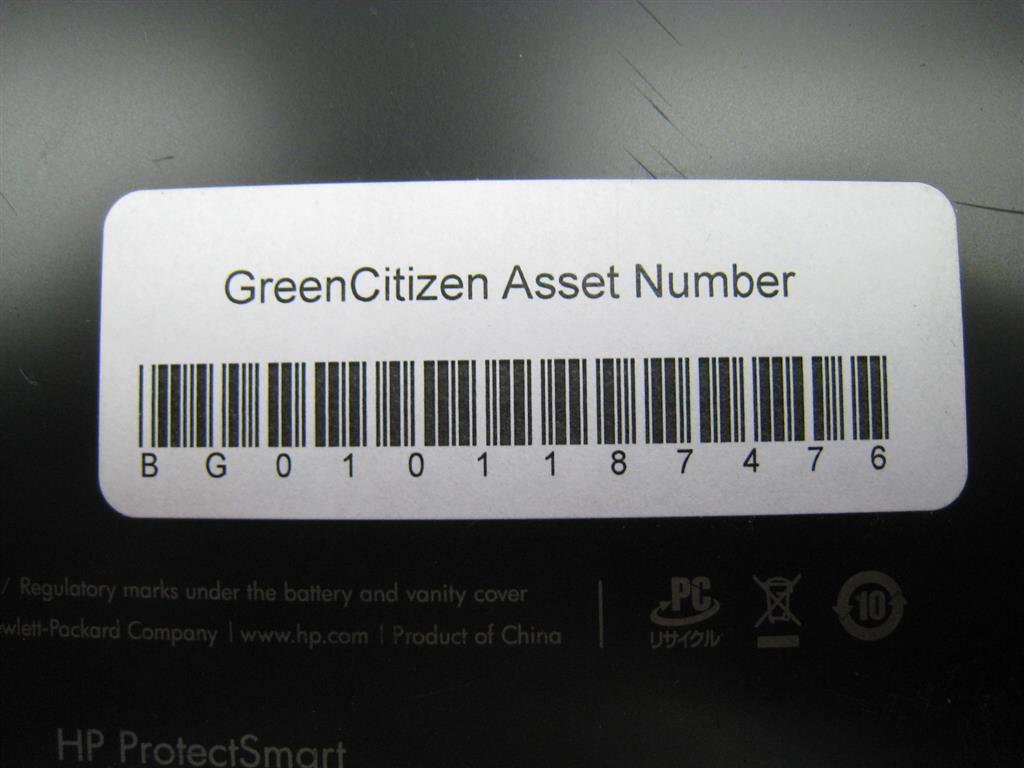 GreenCitizen Asset Number
B G 0 1 0 1 1 8 7 4 7 6
/ Regulatory marks under the battery and vanity cover
wlett-Packard Company | www.hp.com | Product of China
PC
リサイクル
10
HP ProtectSmart